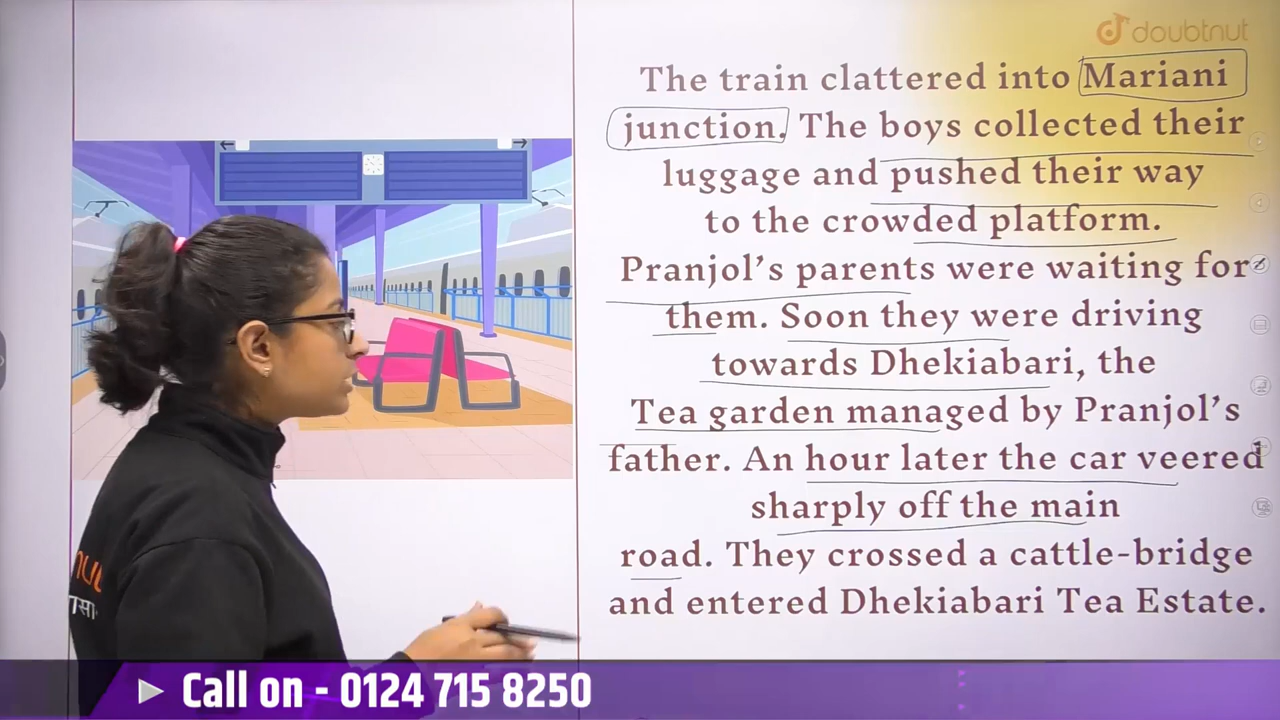 doubtnut
The train clattered into Mariani
junction. The boys collected their
luggage and pushed their way
to the crowded platform.
Pranjol's parents were waiting for
them. Soon they were driving
towards Dhekiabari, the
Tea garden managed by Pranjol's
father. An hour later the car veered
sharply off the main
road. They crossed a cattle-bridge
and entered Dhekiabari Tea Estate.
Call on - 0124 715 8250